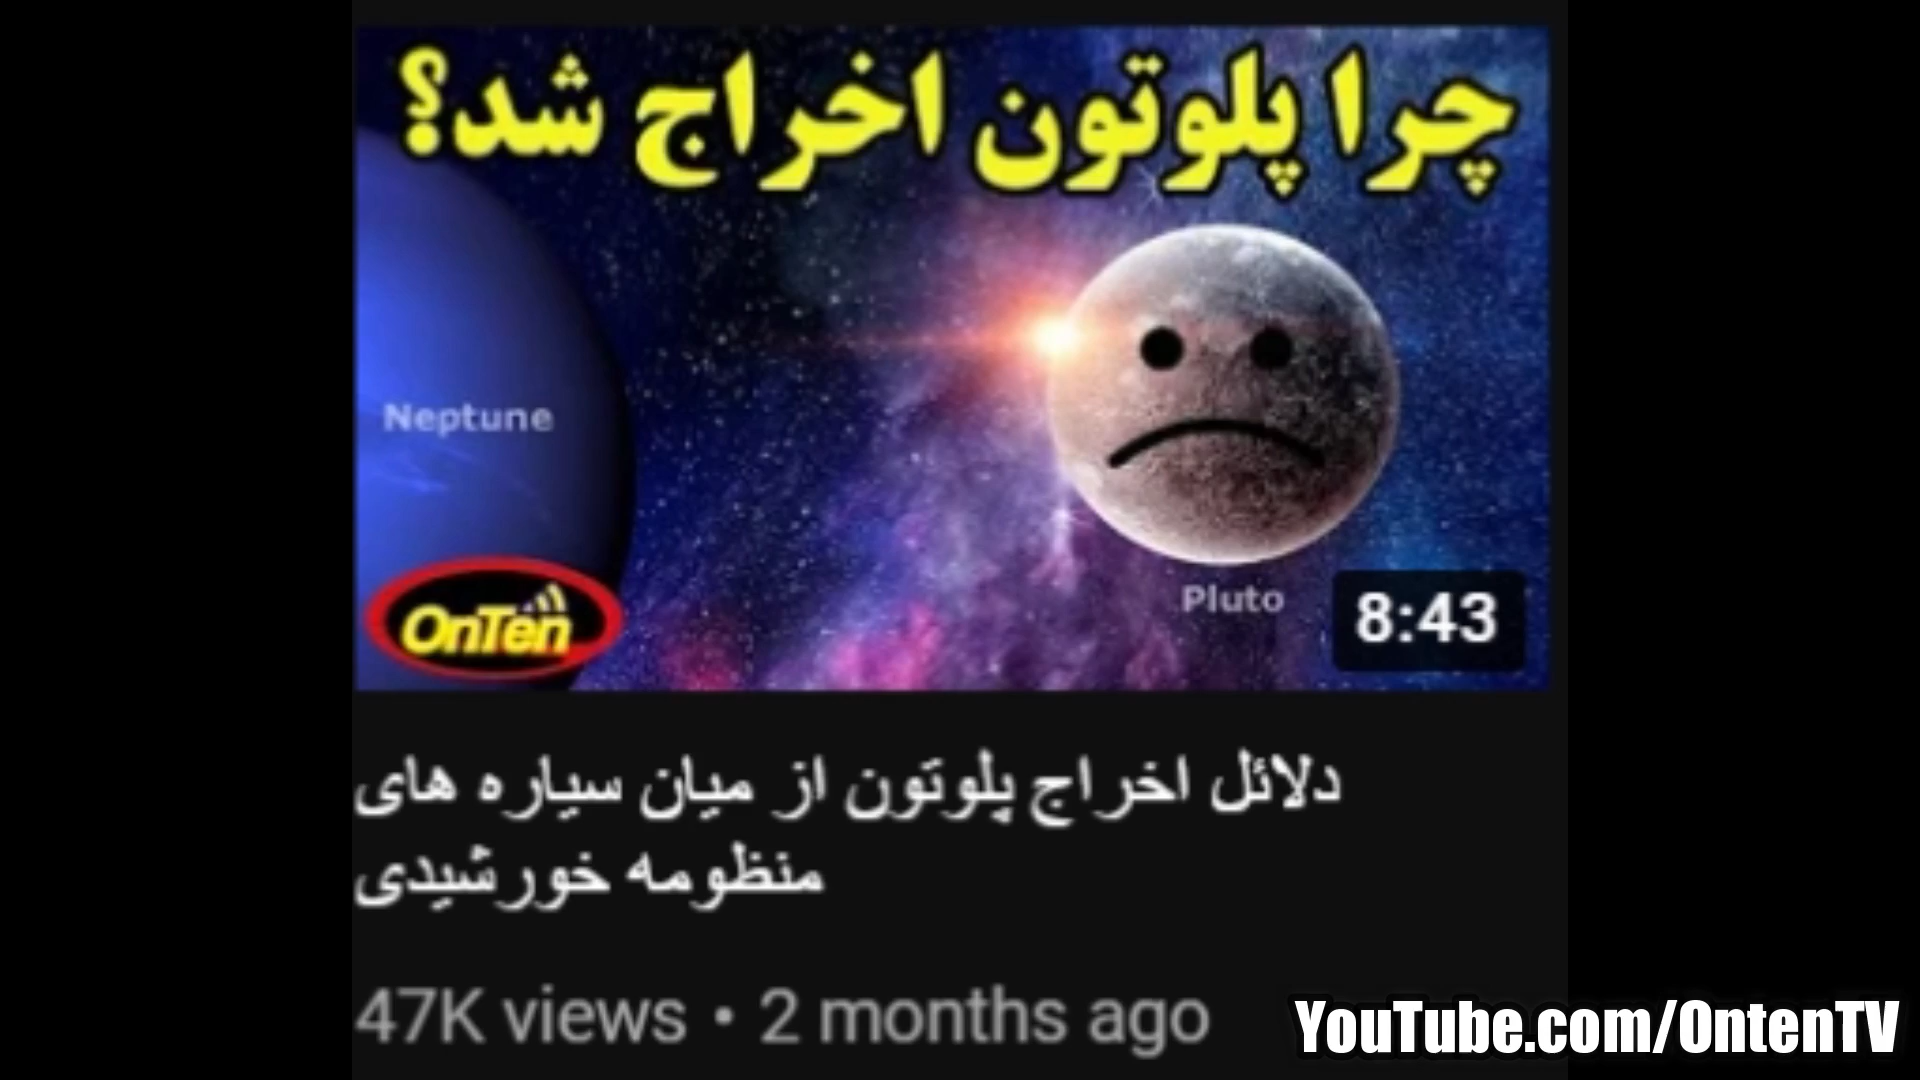 چرا پلوتون اخراج شد؟
Neptune
Pluto
OnTen
8:43
دلائل اخراج پلوتون از میان سیاره های
منظومه خورشیدی
47K views • 2 months ago
YouTube.com/OntenTV